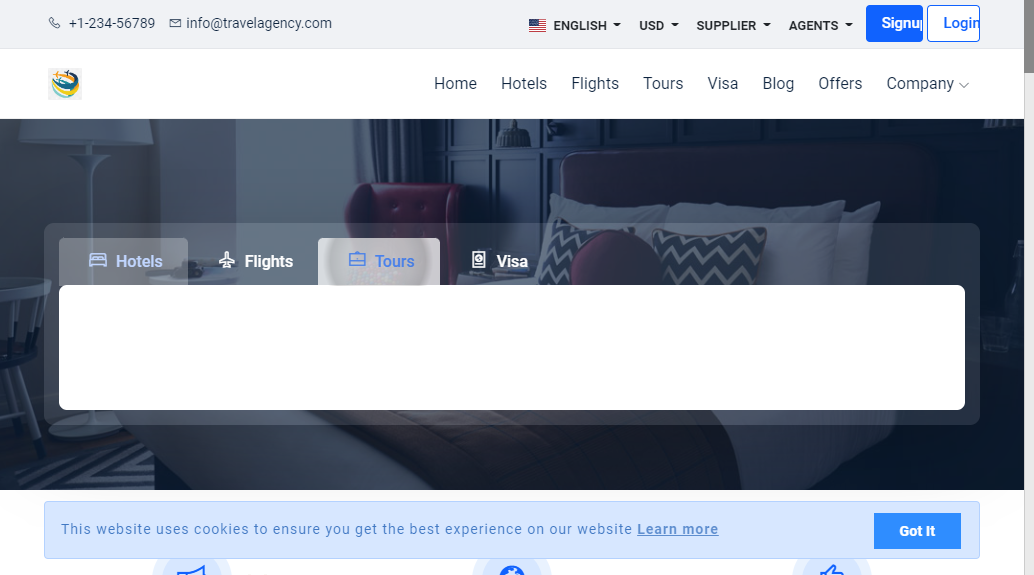 +1-234-56789 info@travelagency.com ENGLISH USD SUPPLIER AGENTS Signup Login
Home Hotels Flights Tours Visa Blog Offers Company
Hotels Flights Tours Visa
This website uses cookies to ensure you get the best experience on our website Learn more Got It